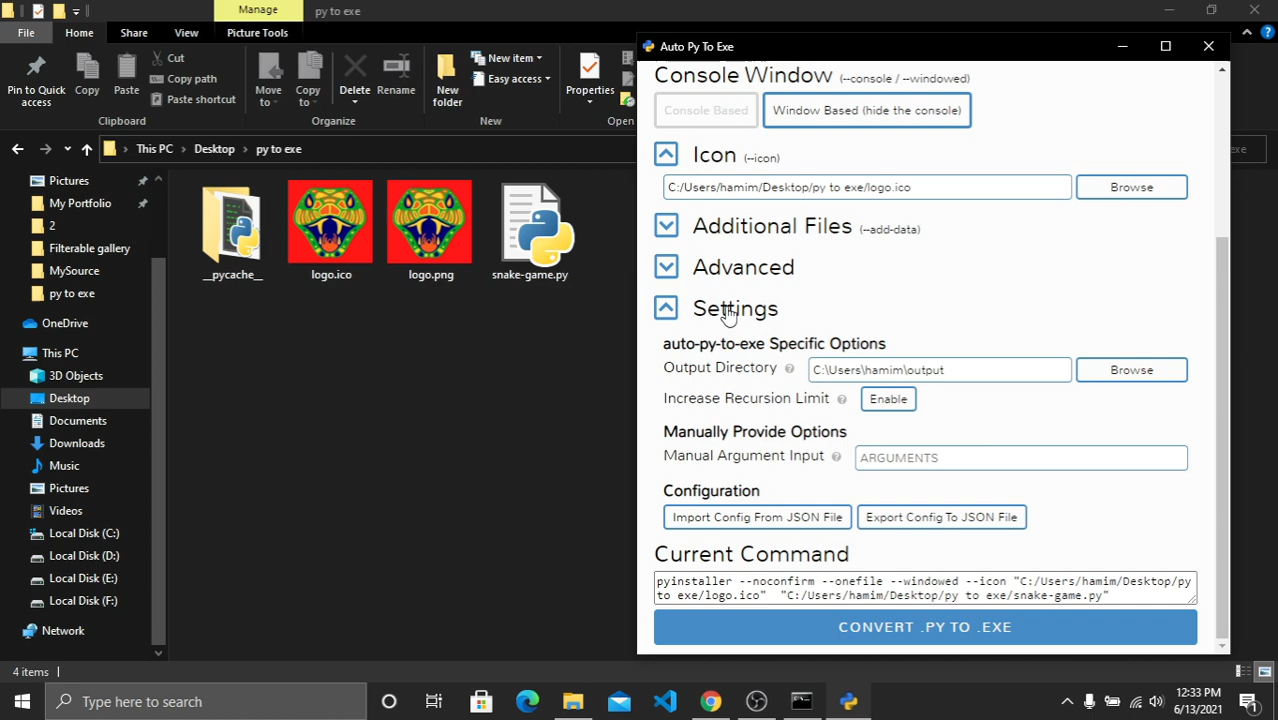 Manage
py to exe
File
Home
Share
View
Picture Tools
Pin to Quick
access
Copy
Paste
Cut
Copy path
Paste shortcut
Move
to
Copy
to
Delete
Rename
New
folder
New item
Easy access
Properties
Open
Clipboard
Organize
New
This PC
Desktop
py to exe
exe
Pictures
My Portfolio
2
Filterable gallery
MySource
py to exe
OneDrive
This PC
3D Objects
Desktop
Documents
Downloads
Music
Pictures
Videos
Local Disk (C:)
Local Disk (D:)
Local Disk (E:)
Local Disk (F:)
Network
__pycache__
logo.ico
logo.png
snake-game.py
4 items
Auto Py To Exe
Console Window (--console / --windowed)
Console Based
Window Based (hide the console)
Icon (--icon)
C:/Users/hamim/Desktop/py to exe/logo.ico
Browse
Additional Files (--add-data)
Advanced
Settings
auto-py-to-exe Specific Options
Output Directory ?
C:\Users\hamim\output
Browse
Increase Recursion Limit ?
Enable
Manually Provide Options
Manual Argument Input ?
ARGUMENTS
Configuration
Import Config From JSON File
Export Config To JSON File
Current Command
pyinstaller --noconfirm --onefile --windowed --icon "C:/Users/hamim/Desktop/py
to exe/logo.ico" "C:/Users/hamim/Desktop/py to exe/snake-game.py"
CONVERT .PY TO .EXE
Type here to search
12:33 PM
6/13/2021
1